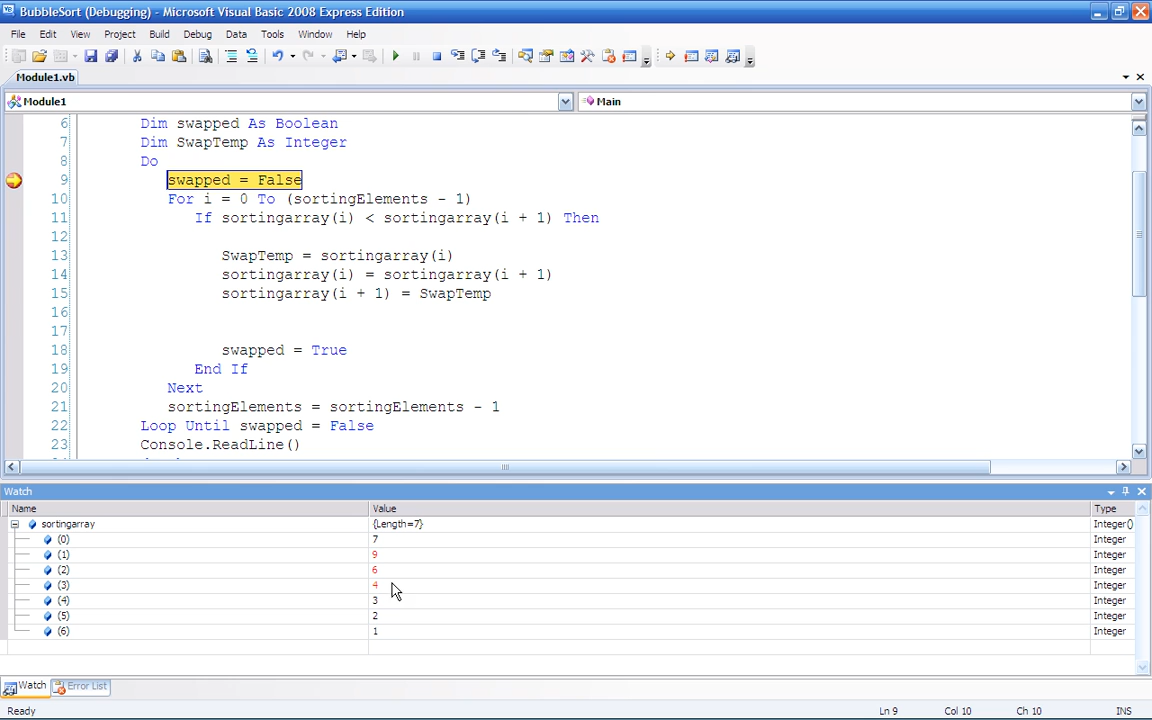 BubbleSort (Debugging) - Microsoft Visual Basic 2008 Express Edition
File Edit View Project Build Debug Data Tools Window Help
Module1.vb
Module1 Main
6 Dim swapped As Boolean
7 Dim SwapTemp As Integer
8 Do
9 swapped = False
10 For i = 0 To (sortingElements - 1)
11 If sortingarray(i) < sortingarray(i + 1) Then
12
13 SwapTemp = sortingarray(i)
14 sortingarray(i) = sortingarray(i + 1)
15 sortingarray(i + 1) = SwapTemp
16
17
18 swapped = True
19 End If
20 Next
21 sortingElements = sortingElements - 1
22 Loop Until swapped = False
23 Console.ReadLine()
Watch
Name Value Type
sortingarray {Length=7} Integer()
(0) 7 Integer
(1) 9 Integer
(2) 6 Integer
(3) 4 Integer
(4) 3 Integer
(5) 2 Integer
(6) 1 Integer
Watch Error List
Ready Ln 9 Col 10 Ch 10 INS